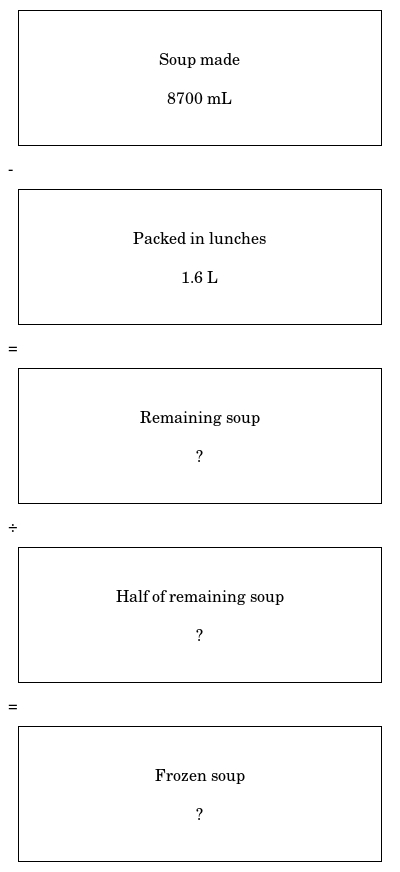 Soup made
8700 mL
-
Packed in lunches
1.6 L
=
Remaining soup
?
÷
Half of remaining soup
?
=
Frozen soup
?